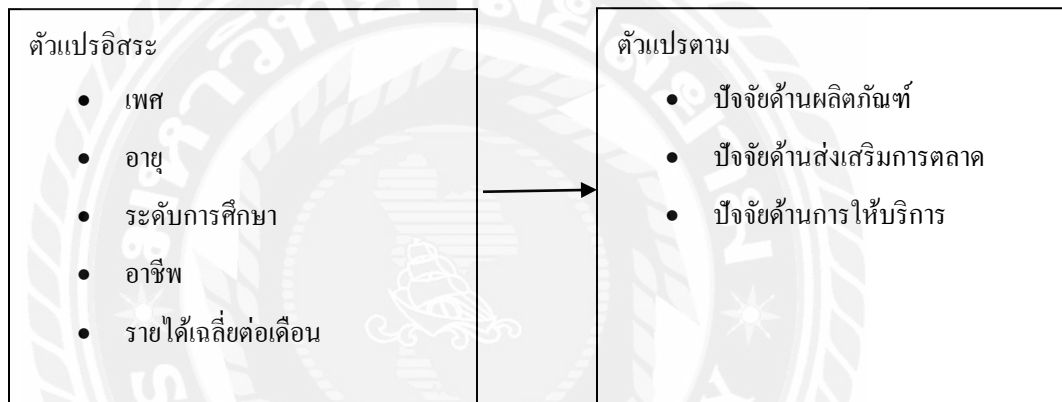 ตัวแปรอิสระ
• เพศ
• อายุ
• ระดับการศึกษา
• อาชีพ
• รายได้เฉลี่ยต่อเดือน
ตัวแปรตาม
• ปัจจัยด้านผลิตภัณฑ์
• ปัจจัยด้านส่งเสริมการตลาด
• ปัจจัยด้านการให้บริการ